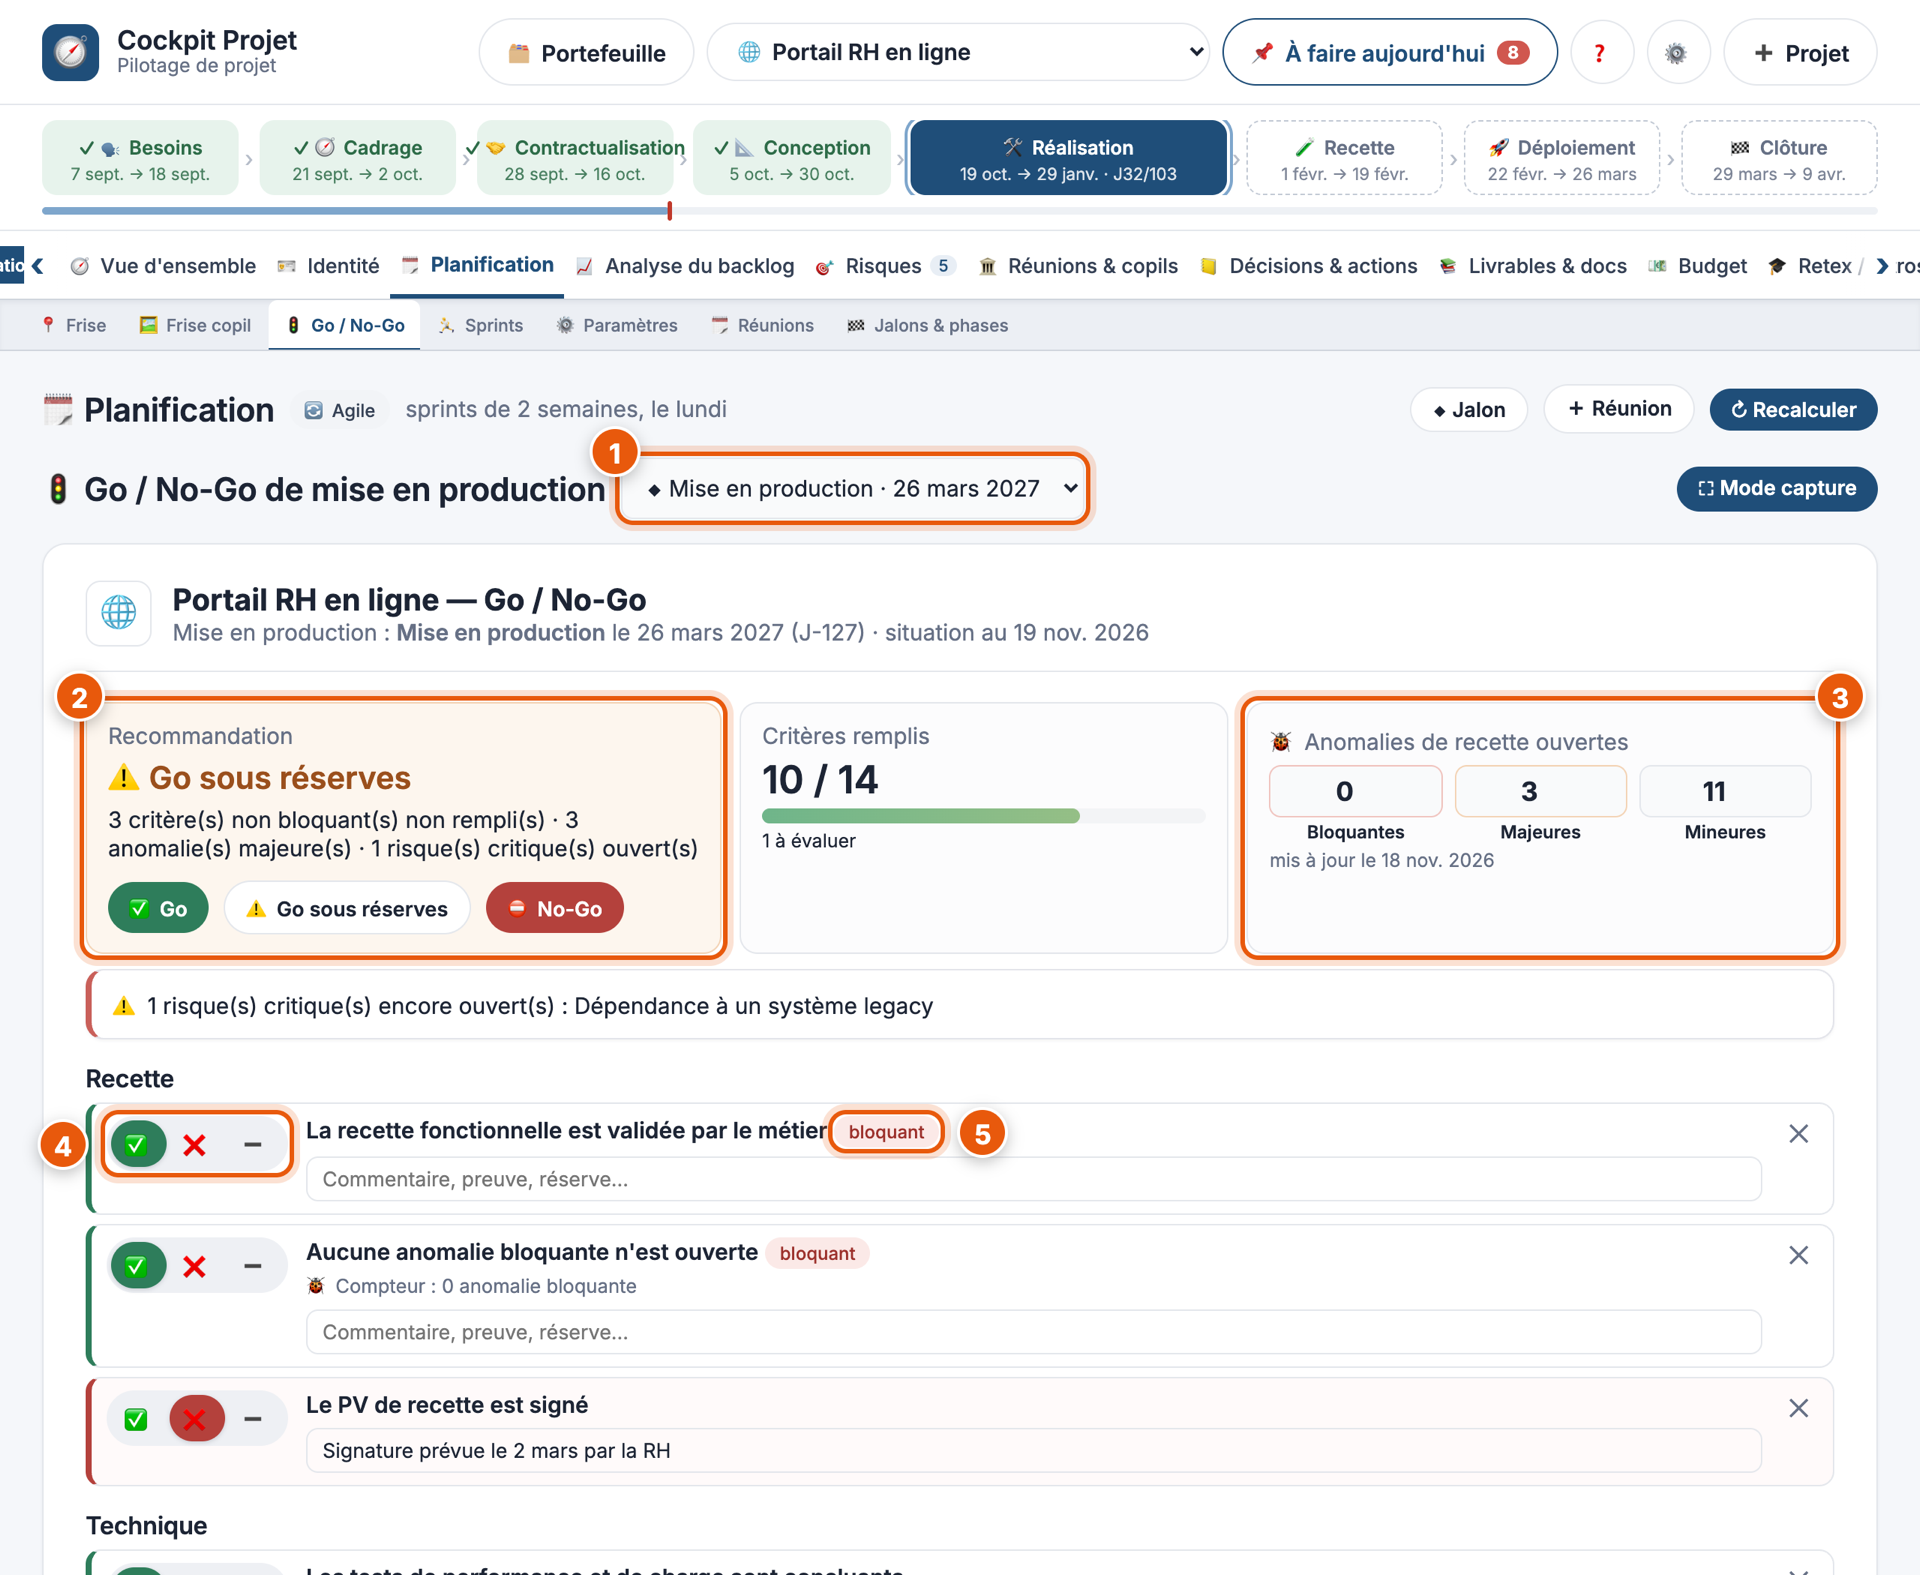 Cockpit Projet
Pilotage de projet
Portefeuille
Portail RH en ligne
À faire aujourd'hui 8
?
+ Projet
✓ Besoins
7 sept. → 18 sept.
✓ Cadrage
21 sept. → 2 oct.
✓ Contractualisation
28 sept. → 16 oct.
✓ Conception
5 oct. → 30 oct.
Réalisation
19 oct. → 29 janv. · J32/103
Recette
1 févr. → 19 févr.
Déploiement
22 févr. → 26 mars
Clôture
29 mars → 9 avr.
Vue d'ensemble
Identité
Planification
Analyse du backlog
Risques 5
Réunions & copils
Décisions & actions
Livrables & docs
Budget
Retex /
Frise
Frise copil
Go / No-Go
Sprints
Paramètres
Réunions
Jalons & phases
Planification
Agile
sprints de 2 semaines, le lundi
◆ Jalon
+ Réunion
↻ Recalculer
1
Go / No-Go de mise en production
◆ Mise en production · 26 mars 2027
Mode capture
Portail RH en ligne — Go / No-Go
Mise en production : Mise en production le 26 mars 2027 (J-127) · situation au 19 nov. 2026
2
Recommandation
⚠️ Go sous réserves
3 critère(s) non bloquant(s) non rempli(s) · 3
anomalie(s) majeure(s) · 1 risque(s) critique(s) ouvert(s)
✅ Go
⚠️ Go sous réserves
⛔ No-Go
Critères remplis
10 / 14
1 à évaluer
3
Anomalies de recette ouvertes
0
3
11
Bloquantes
Majeures
Mineures
mis à jour le 18 nov. 2026
⚠️ 1 risque(s) critique(s) encore ouvert(s) : Dépendance à un système legacy
Recette
4
La recette fonctionnelle est validée par le métier
bloquant
5
Commentaire, preuve, réserve...
Aucune anomalie bloquante n'est ouverte
bloquant
Compteur : 0 anomalie bloquante
Commentaire, preuve, réserve...
Le PV de recette est signé
Signature prévue le 2 mars par la RH
Technique